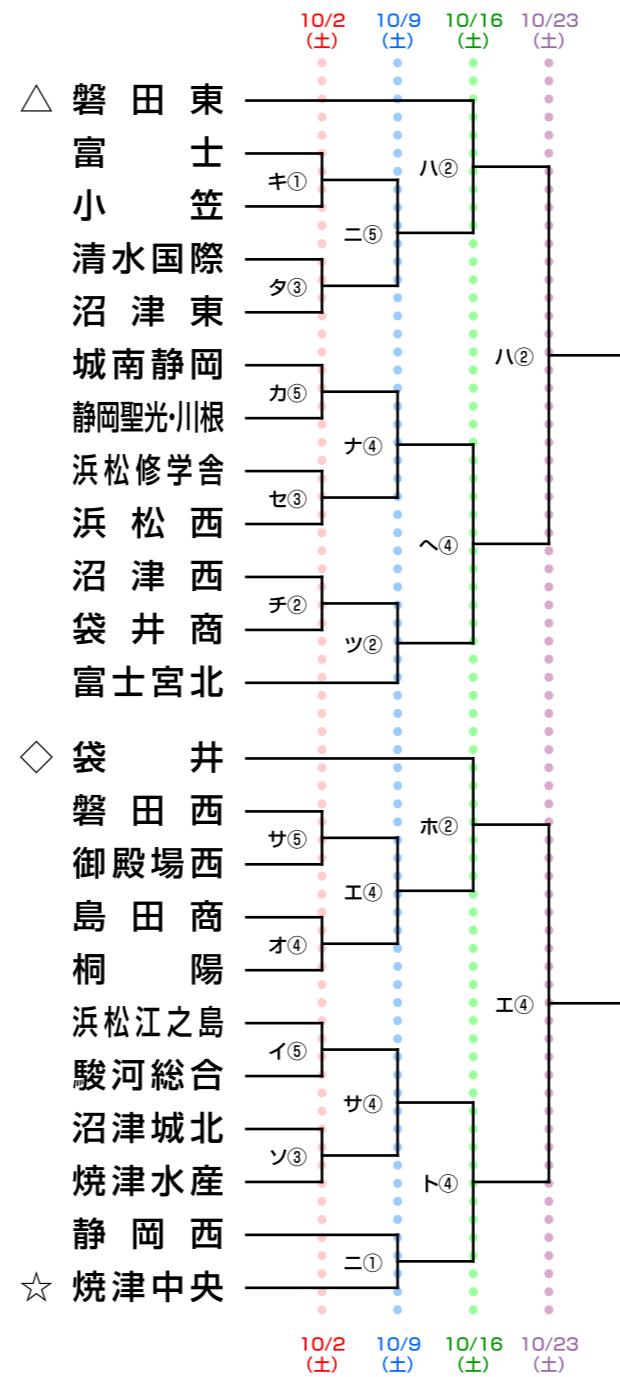 10/2 10/9 10/16 10/23
(土) (土) (土) (土)
△ 磐田東
富士
ハ②
キ①
小笠
ニ⑤
清水国際
タ③
沼津東
ハ②
城南静岡
カ⑤
静岡聖光・川根
ナ④
浜松修学舎
セ③
浜松西
ヘ④
沼津西
チ②
袋井商
ツ②
富士宮北
◇ 袋井
磐田西
ホ②
サ⑤
御殿場西
エ④
島田商
オ④
桐陽
エ④
浜松江之島
イ⑤
駿河総合
サ④
沼津城北
ソ③
焼津水産
ト④
静岡西
ニ①
☆ 焼津中央
10/2 10/9 10/16 10/23
(土) (土) (土) (土)